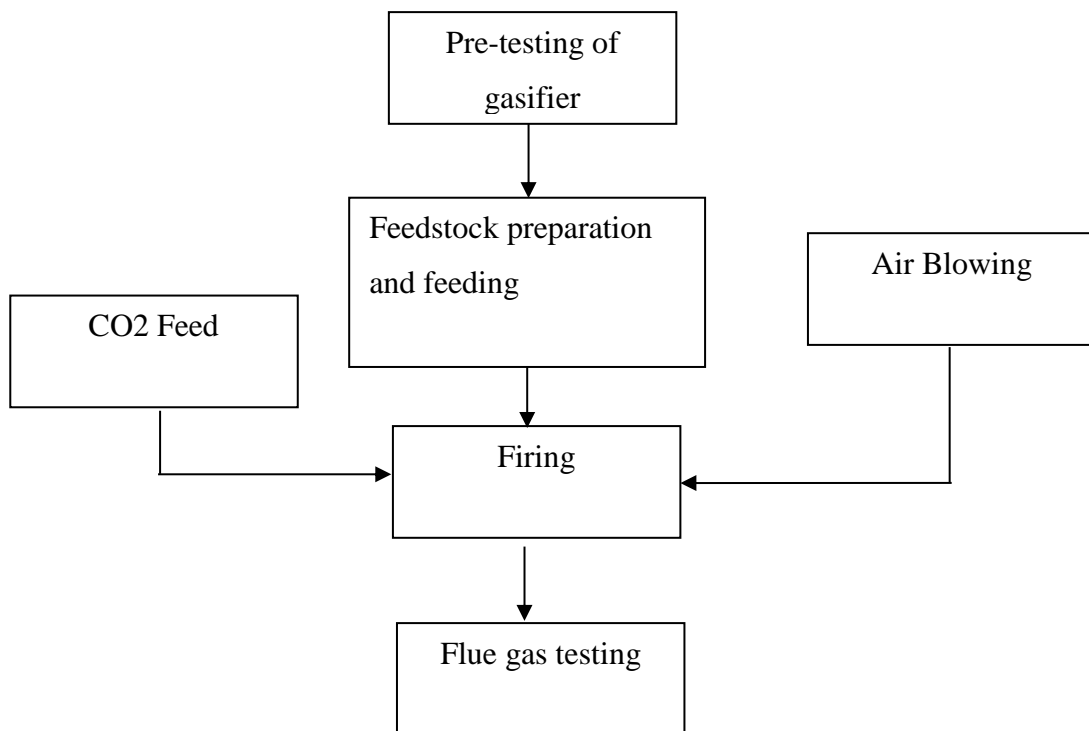 Pre-testing of
gasifier
Feedstock preparation
and feeding
Air Blowing
CO2 Feed
Firing
Flue gas testing